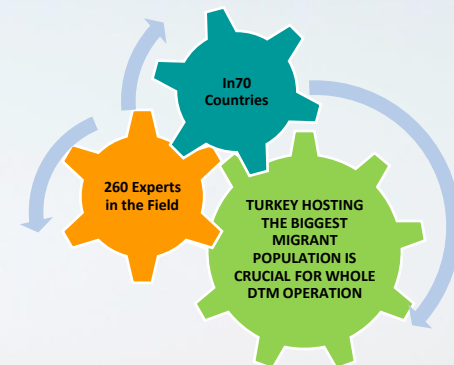 In70
Countries
260 Experts
in the Field
TURKEY HOSTING
THE BIGGEST
MIGRANT
POPULATION IS
CRUCIAL FOR WHOLE
DTM OPERATION